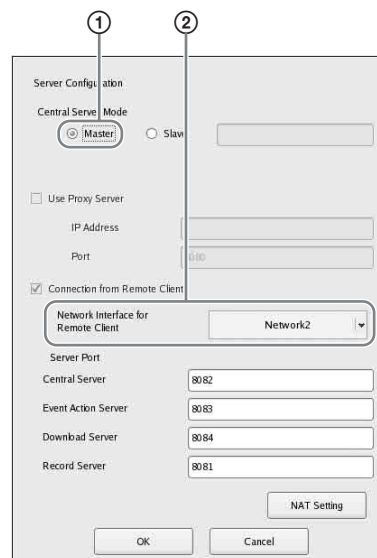 1 2
Server Configuration
Central Server Mode
Master Slave
Use Proxy Server
IP Address
Port 8080
Connection from Remote Client
Network Interface for
Remote Client Network2
Server Port
Central Server 8082
Event Action Server 8083
Download Server 8084
Record Server 8081
NAT Setting
OK Cancel